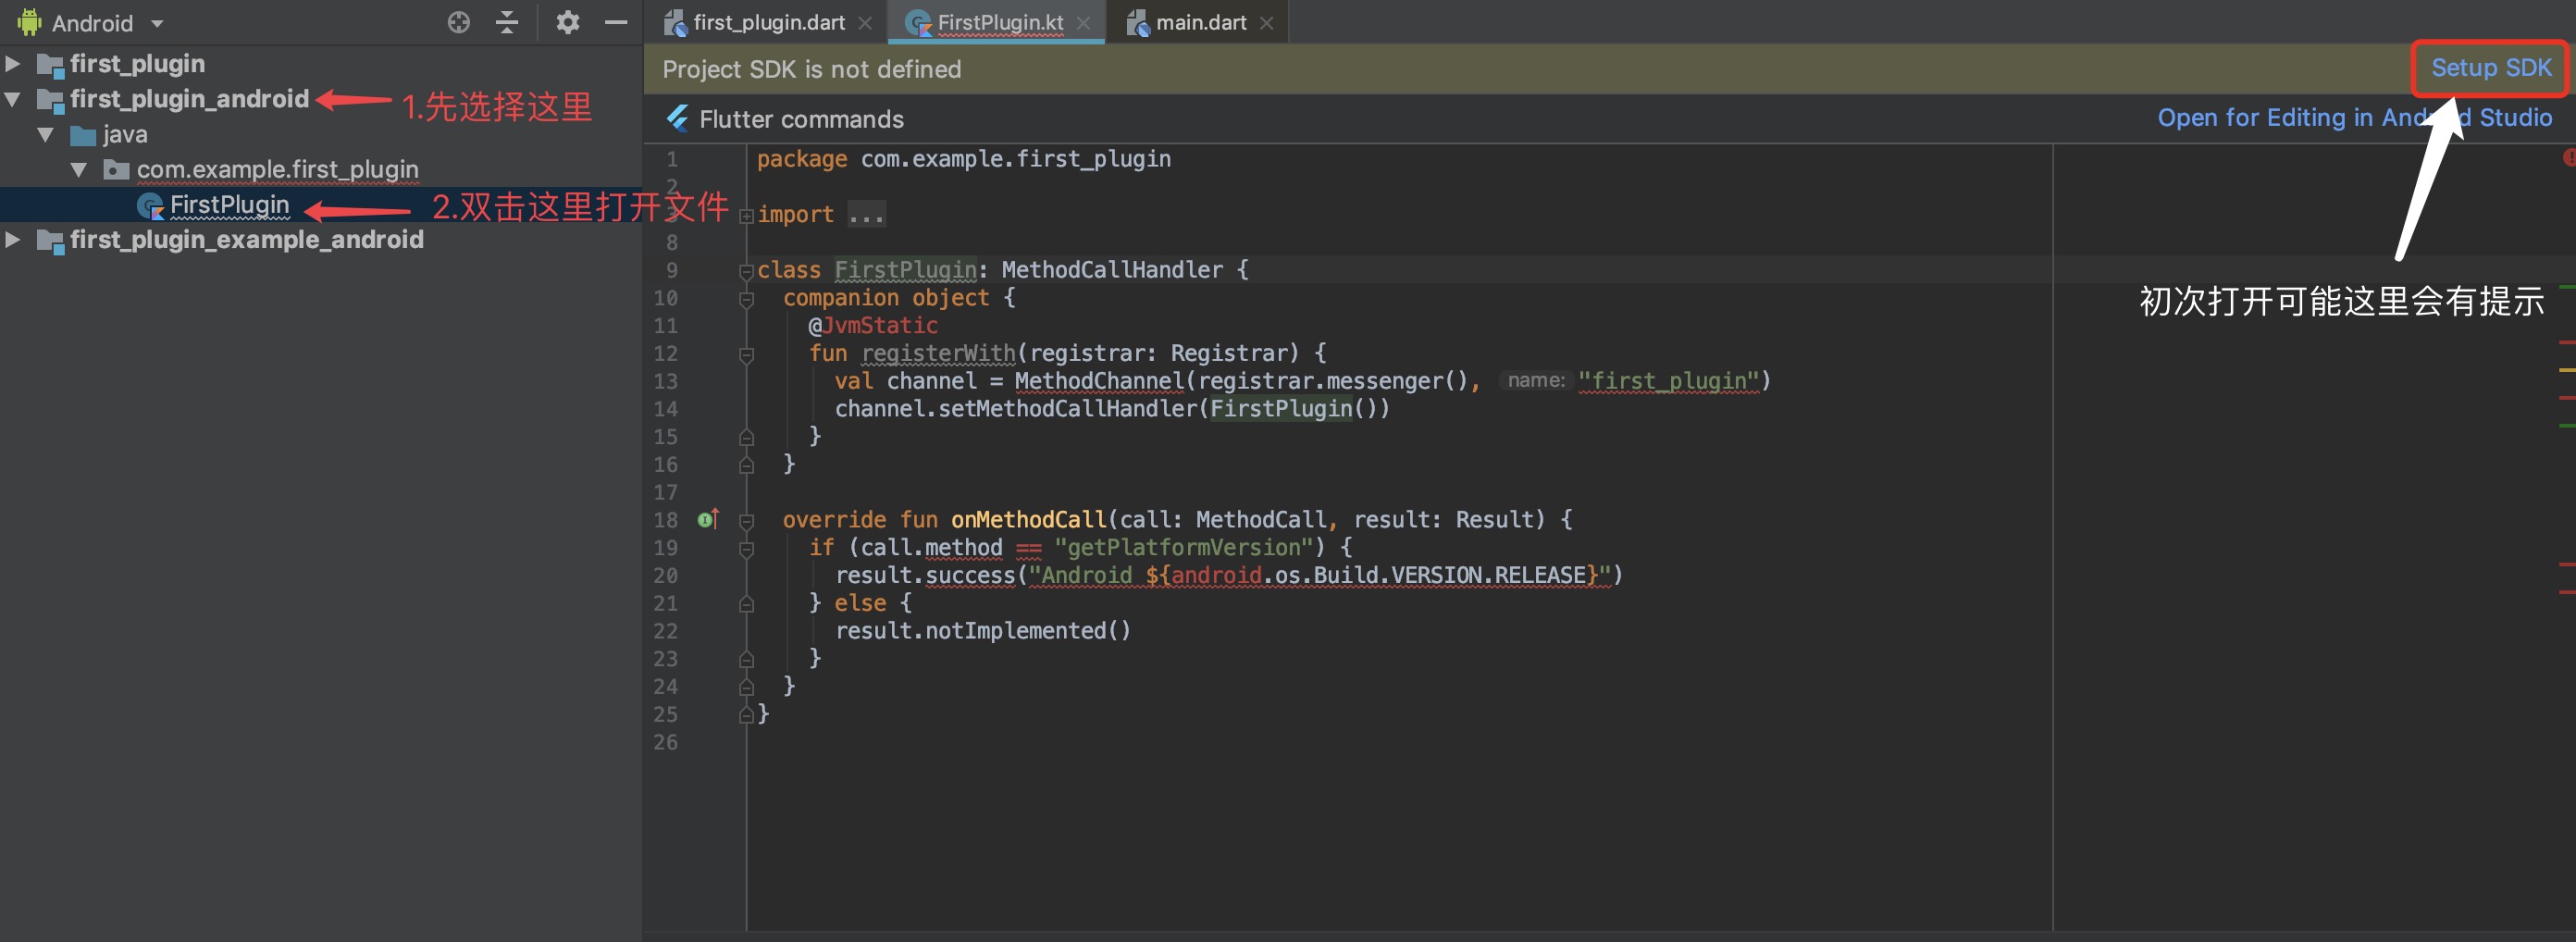 Android
first_plugin
first_plugin_android
1.先选择这里
java
com.example.first_plugin
FirstPlugin
2.双击这里打开文件
first_plugin_example_android
first_plugin.dart
FirstPlugin.kt
main.dart
Project SDK is not defined
Setup SDK
Flutter commands
Open for Editing in Android Studio
初次打开可能这里会有提示
1 package com.example.first_plugin
2
3 import ...
8
9 class FirstPlugin: MethodCallHandler {
10 companion object {
11 @JvmStatic
12 fun registerWith(registrar: Registrar) {
13 val channel = MethodChannel(registrar.messenger(), name: "first_plugin")
14 channel.setMethodCallHandler(FirstPlugin())
15 }
16 }
17
18 override fun onMethodCall(call: MethodCall, result: Result) {
19 if (call.method == "getPlatformVersion") {
20 result.success("Android ${android.os.Build.VERSION.RELEASE}")
21 } else {
22 result.notImplemented()
23 }
24 }
25 }
26